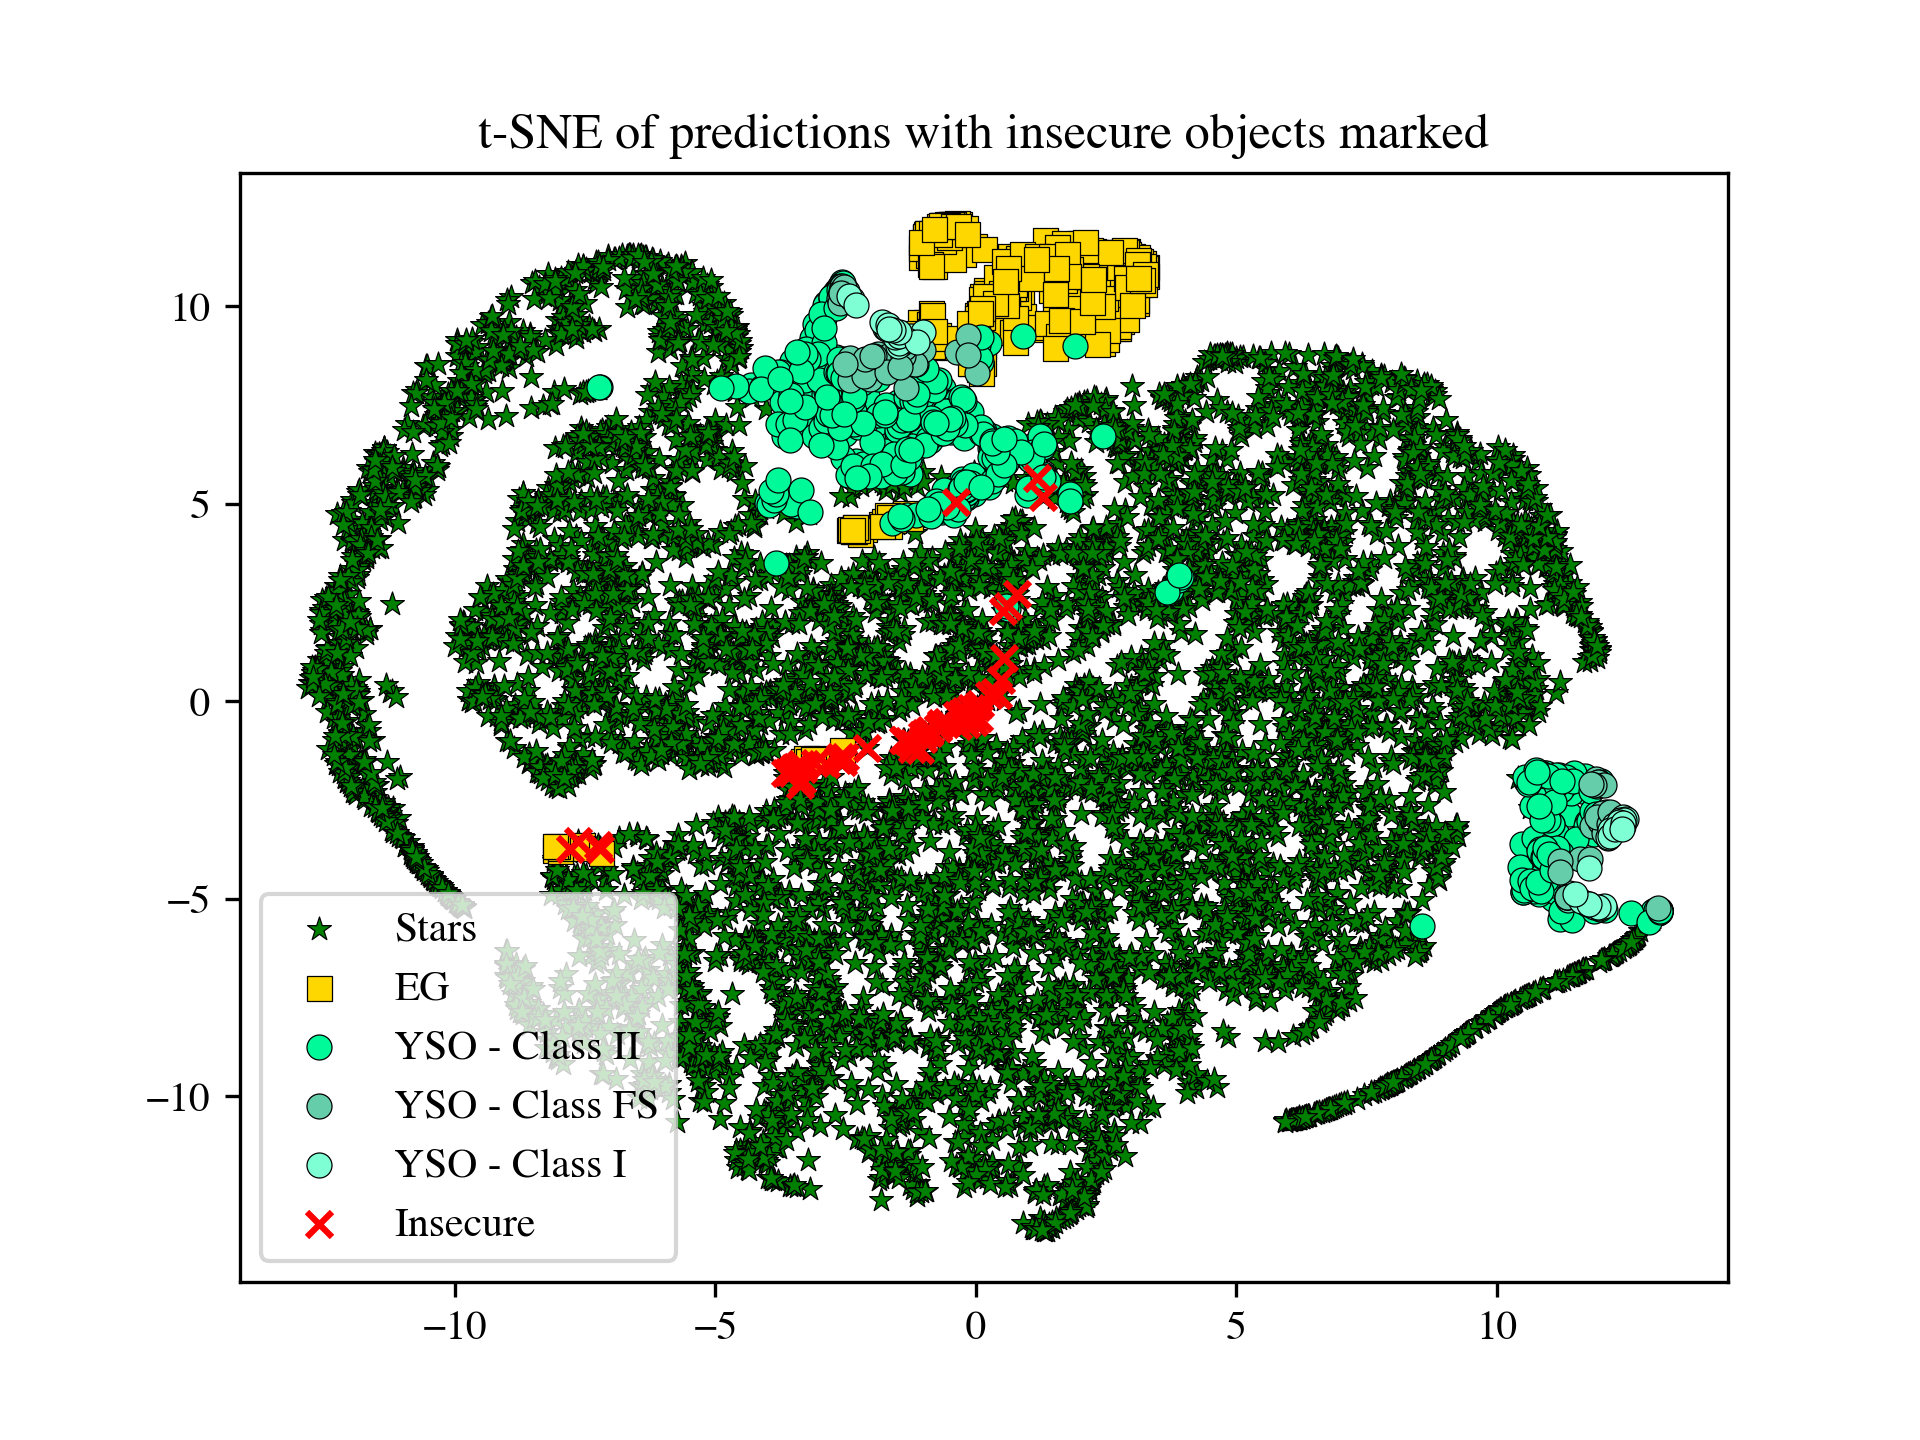 t-SNE of predictions with insecure objects marked
10
5
0
−5
−10
Stars
EG
YSO - Class II
YSO - Class FS
YSO - Class I
Insecure
−10
−5
0
5
10